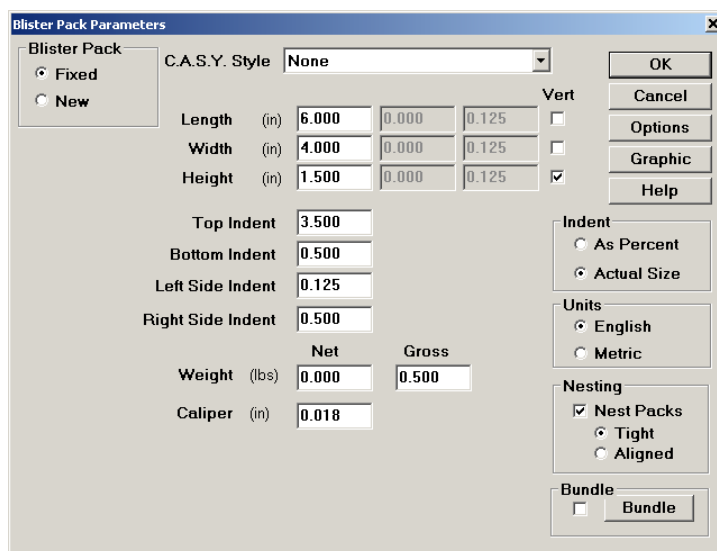 Blister Pack Parameters
Blister Pack
Fixed
New
C.A.S.Y. Style None
Vert
Length (in) 6.000 0.000 0.125
Width (in) 4.000 0.000 0.125
Height (in) 1.500 0.000 0.125
Top Indent 3.500
Bottom Indent 0.500
Left Side Indent 0.125
Right Side Indent 0.500
Net Gross
Weight (lbs) 0.000 0.500
Caliper (in) 0.018
OK
Cancel
Options
Graphic
Help
Indent
As Percent
Actual Size
Units
English
Metric
Nesting
Nest Packs
Tight
Aligned
Bundle
Bundle